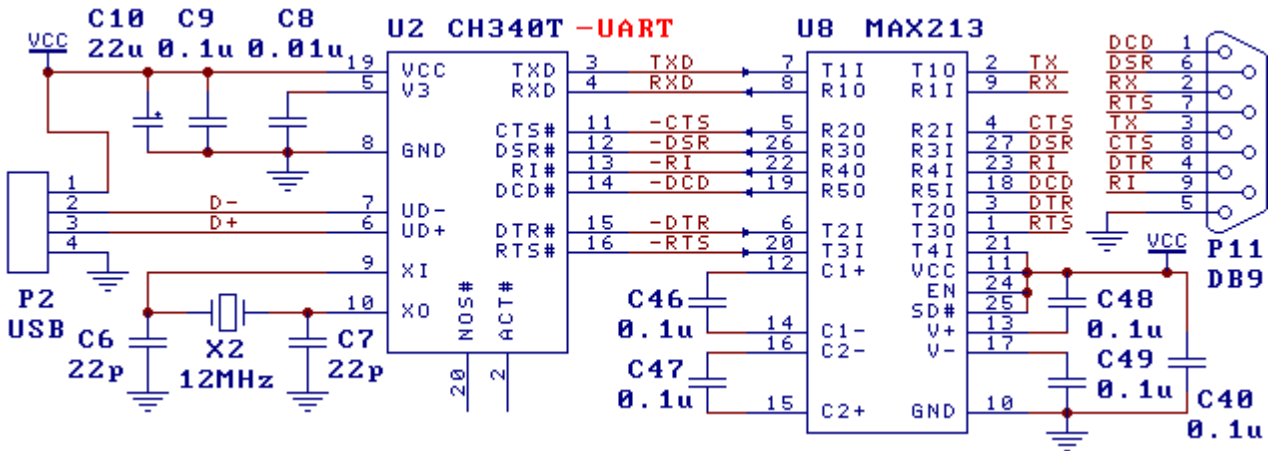 C10 C9 C8
22u 0.1u 0.01u
VCC
U2 CH340T -UART
19 VCC TXD 3 TXD
5 V3 RXD 4 RXD
CTS# 11 -CTS
8 GND DSR# 12 -DSR
RI# 13 -RI
DCD# 14 -DCD
7 UD-
6 UD+ DTR# 15 -DTR
RTS# 16 -RTS
9 XI
10 XO
NOS# ACT#
20 2
1
2 D-
3 D+
4
P2
USB
C6
22p
X2
12MHz
C7
22p
U8 MAX213
7 T1I T1O 2 TX
8 R1O R1I 9 RX
5 R2O R2I 4 CTS
26 R3O R3I 27 DSR
22 R4O R4I 23 RI
19 R5O R5I 18 DCD
T2O 3 DTR
6 T2I T3O 1 RTS
20 T3I T4I 21
12 C1+ VCC 11
EN 24
SD# 25
14 C1- V+ 13
16 C2- V- 17
15 C2+ GND 10
C46
0.1u
C47
0.1u
VCC
C48
0.1u
C49
0.1u
C40
0.1u
DCD 1
DSR 6
RX 2
RTS 7
TX 3
CTS 8
DTR 4
RI 9
5
P11
DB9